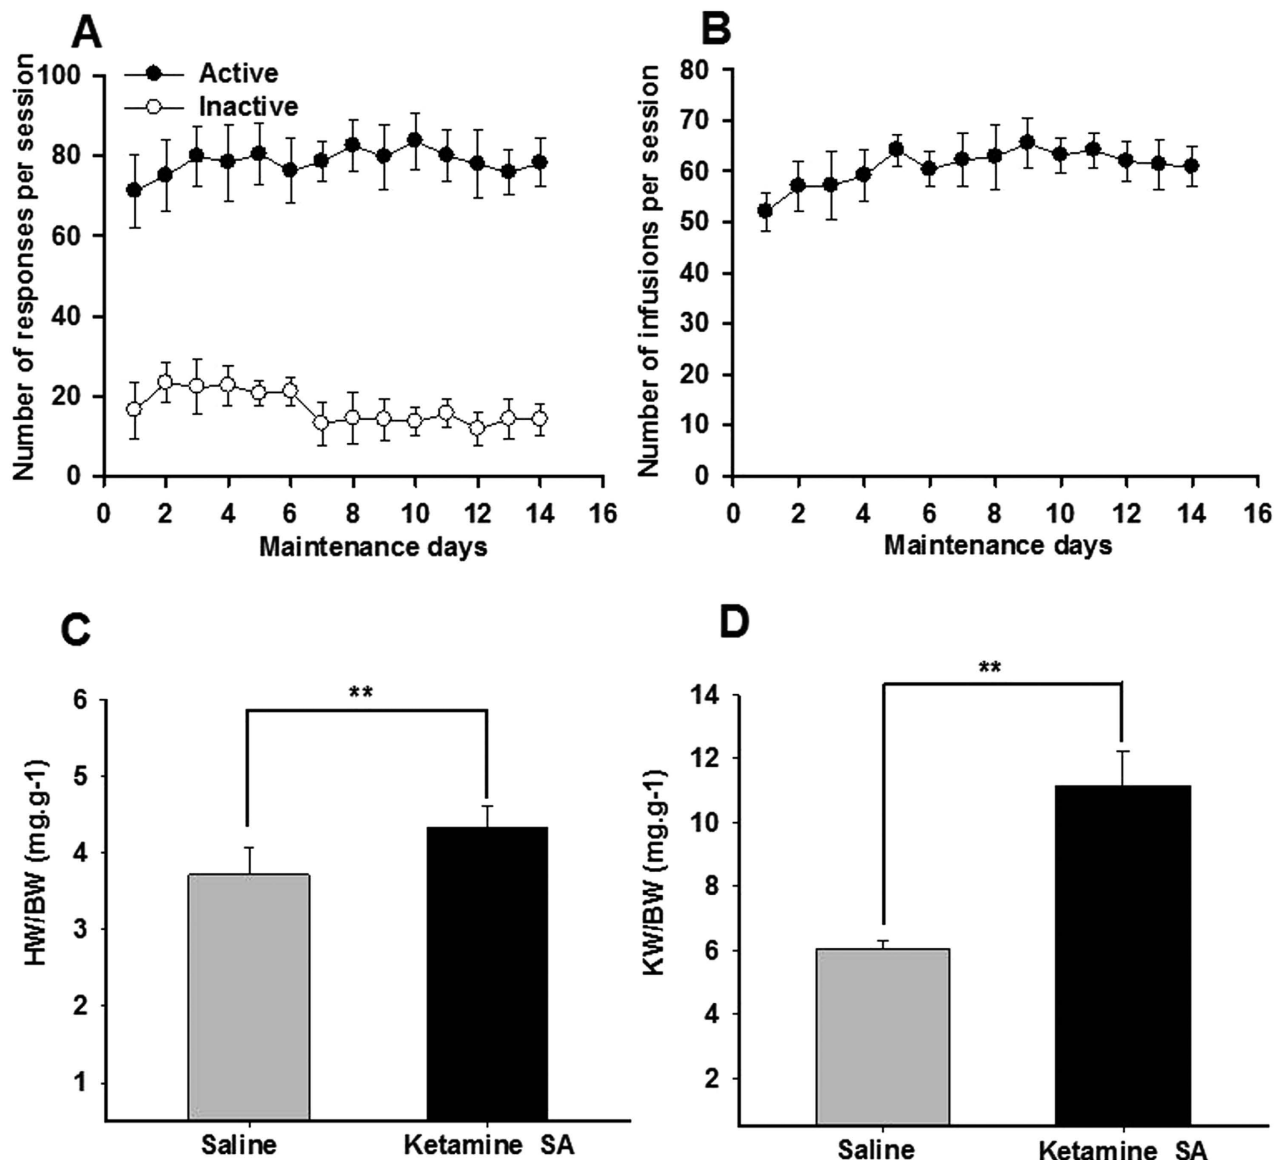 A
Number of responses per session
100
80
60
40
20
0
Active
Inactive
0 2 4 6 8 10 12 14 16
Maintenance days
B
Number of infusions per session
80
70
60
50
40
30
20
10
0
0 2 4 6 8 10 12 14 16
Maintenance days
C
HW/BW (mg.g-1)
6
5
4
3
2
1
**
Saline Ketamine SA
D
KW/BW (mg.g-1)
14
12
10
8
6
4
2
**
Saline Ketamine SA